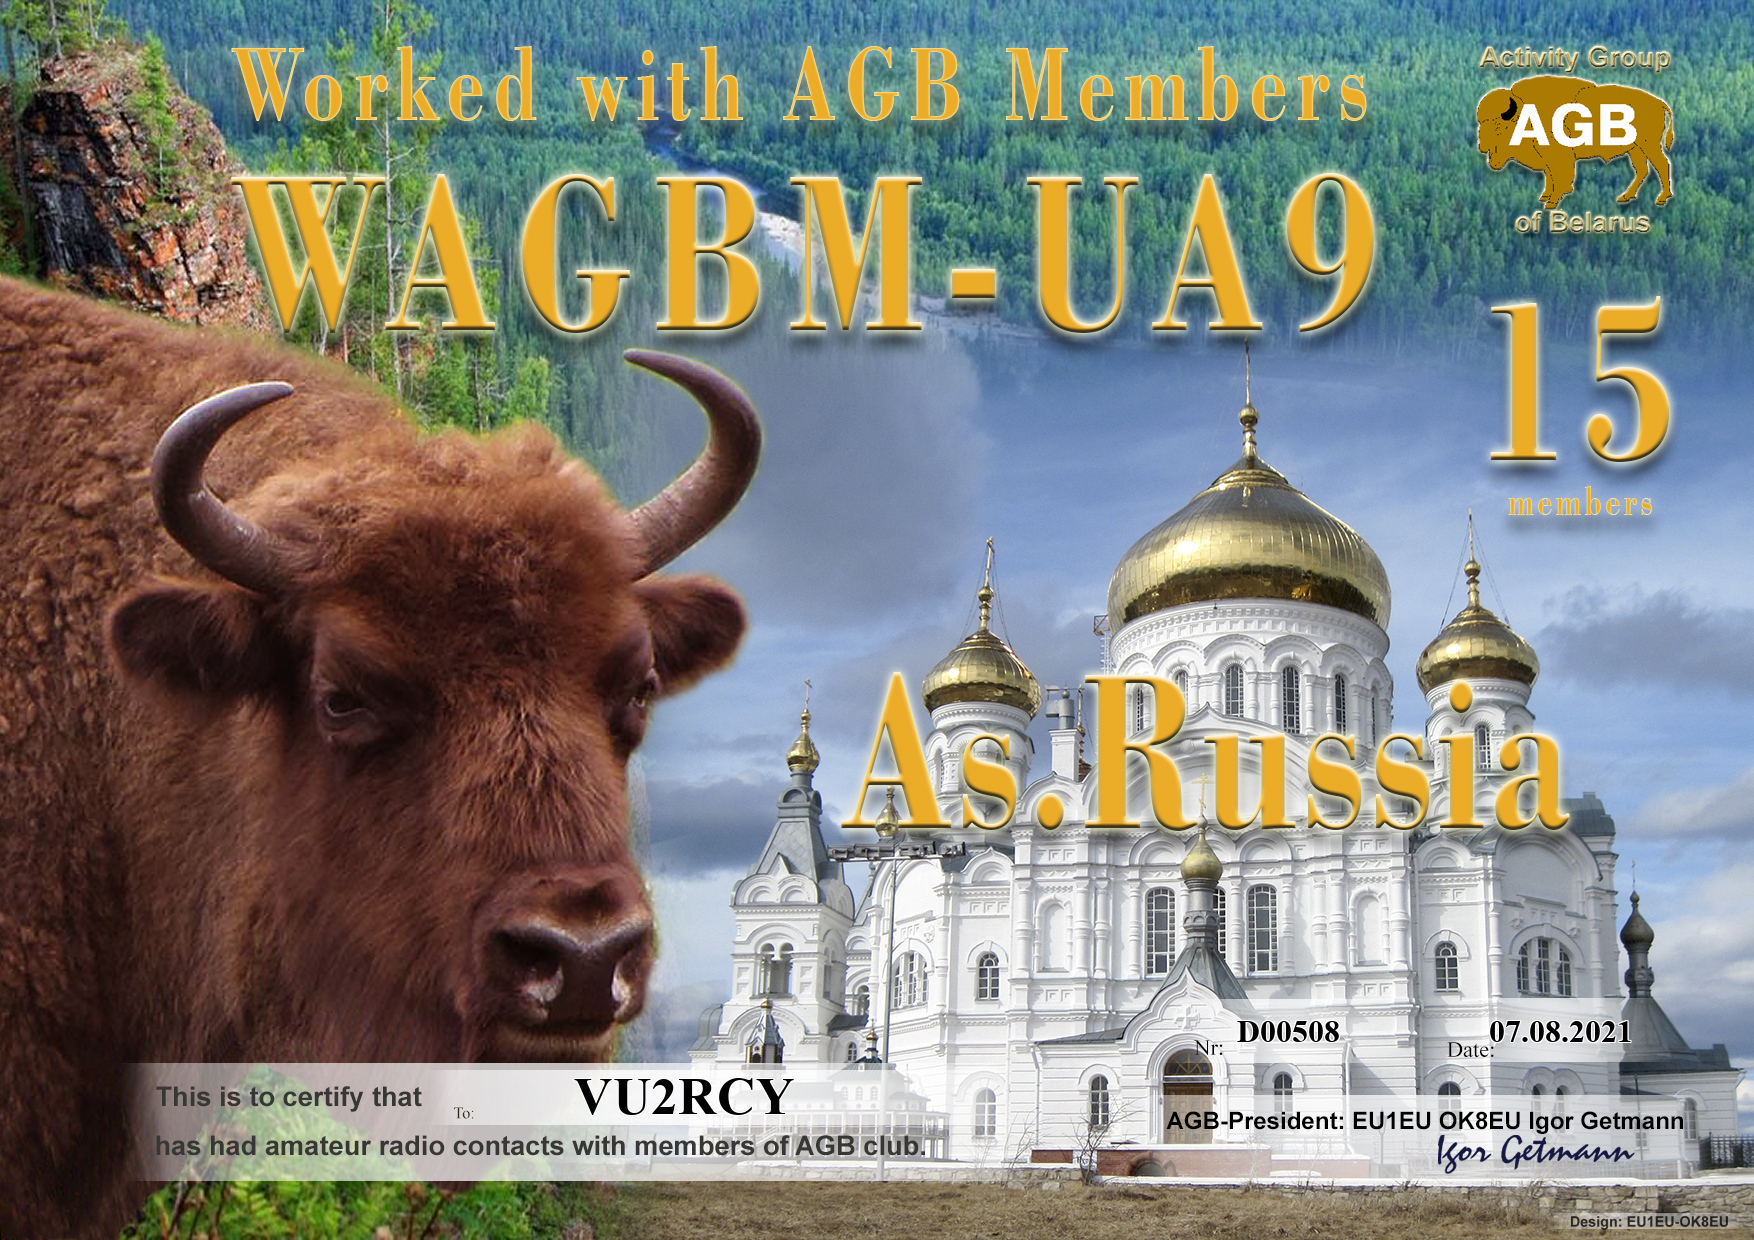 Worked with AGB Members
Activity Group
AGB
of Belarus
WAGBM-UA9
15
members
As.Russia
Nr: D00508
Date: 07.08.2021
This is to certify that To: VU2RCY
has had amateur radio contacts with members of AGB club.
AGB-President: EU1EU OK8EU Igor Getmann
Igor Getmann
Design: EU1EU-OK8EU